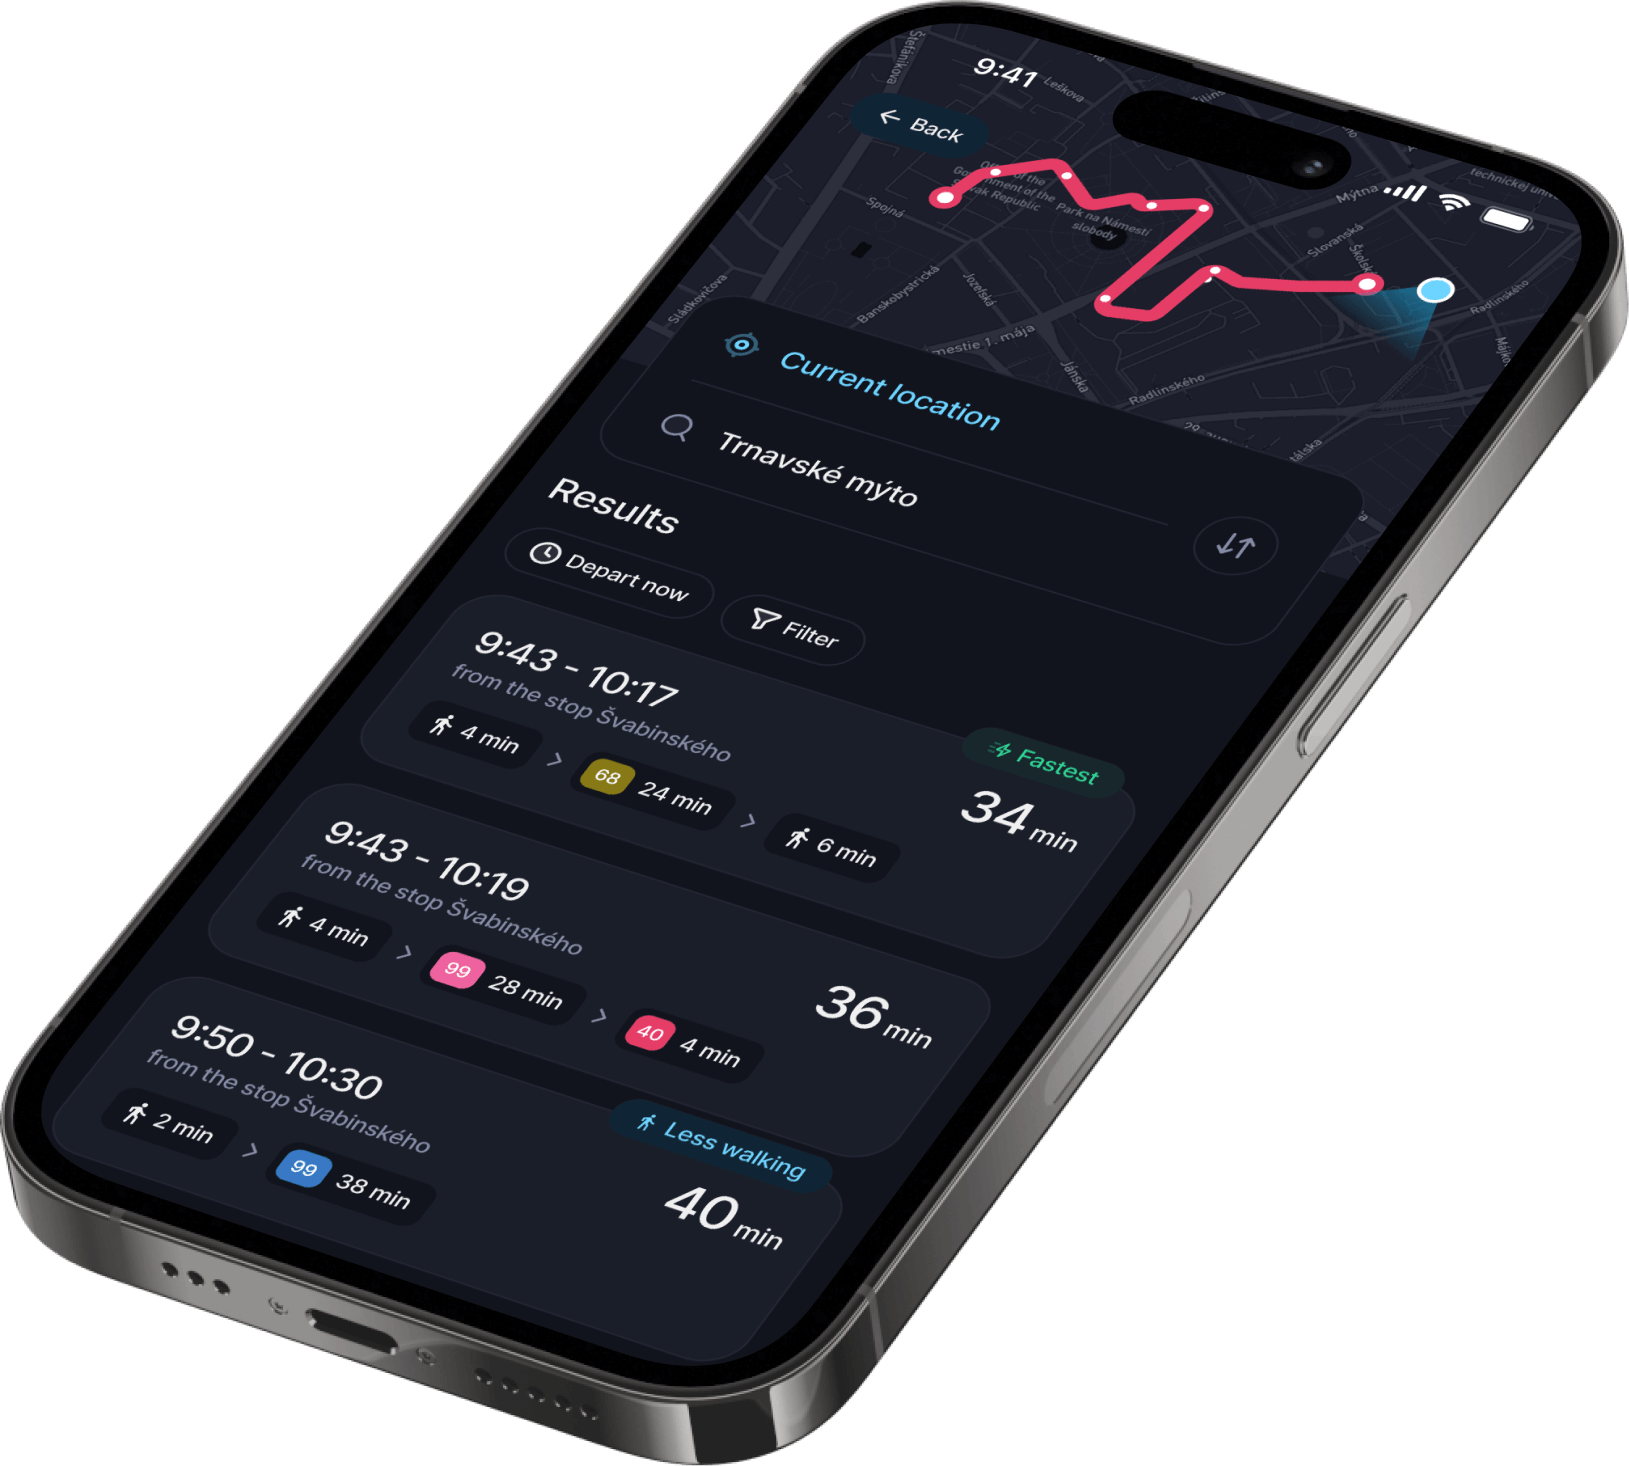 9:41
Back
Štefánikova
Leškova
Mýtna
Office of the
Government of the
Slovak Republic
Park na Námestí
slobody
Spojná
Slovanská
Banskobystrická
Jozefská
Sládkovičova
Radlinského
mestie 1. mája
Jánska
Radlinského
Current location
Trnavské mýto
Results
Depart now
Filter
9:43 - 10:17
from the stop Švabinského
Fastest
4 min > 68 24 min > 6 min
34 min
9:43 - 10:19
from the stop Švabinského
4 min > 99 28 min > 40 4 min
36 min
9:50 - 10:30
from the stop Švabinského
Less walking
2 min > 99 38 min
40 min